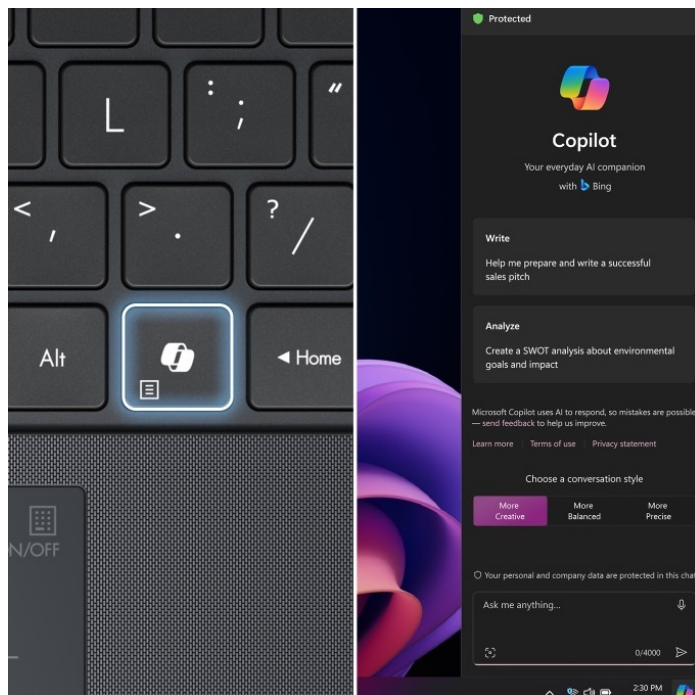 L
: ;
"
< ,
> .
? /
Alt
◄ Home
N/OFF
Protected
Copilot
Your everyday AI companion
with Bing
Write
Help me prepare and write a successful
sales pitch
Analyze
Create a SWOT analysis about environmental
goals and impact
Microsoft Copilot uses AI to respond, so mistakes are possible
— send feedback to help us improve.
Learn more | Terms of use | Privacy statement
Choose a conversation style
More
Creative
More
Balanced
More
Precise
Your personal and company data are protected in this chat
Ask me anything...
0/4000
2:30 PM